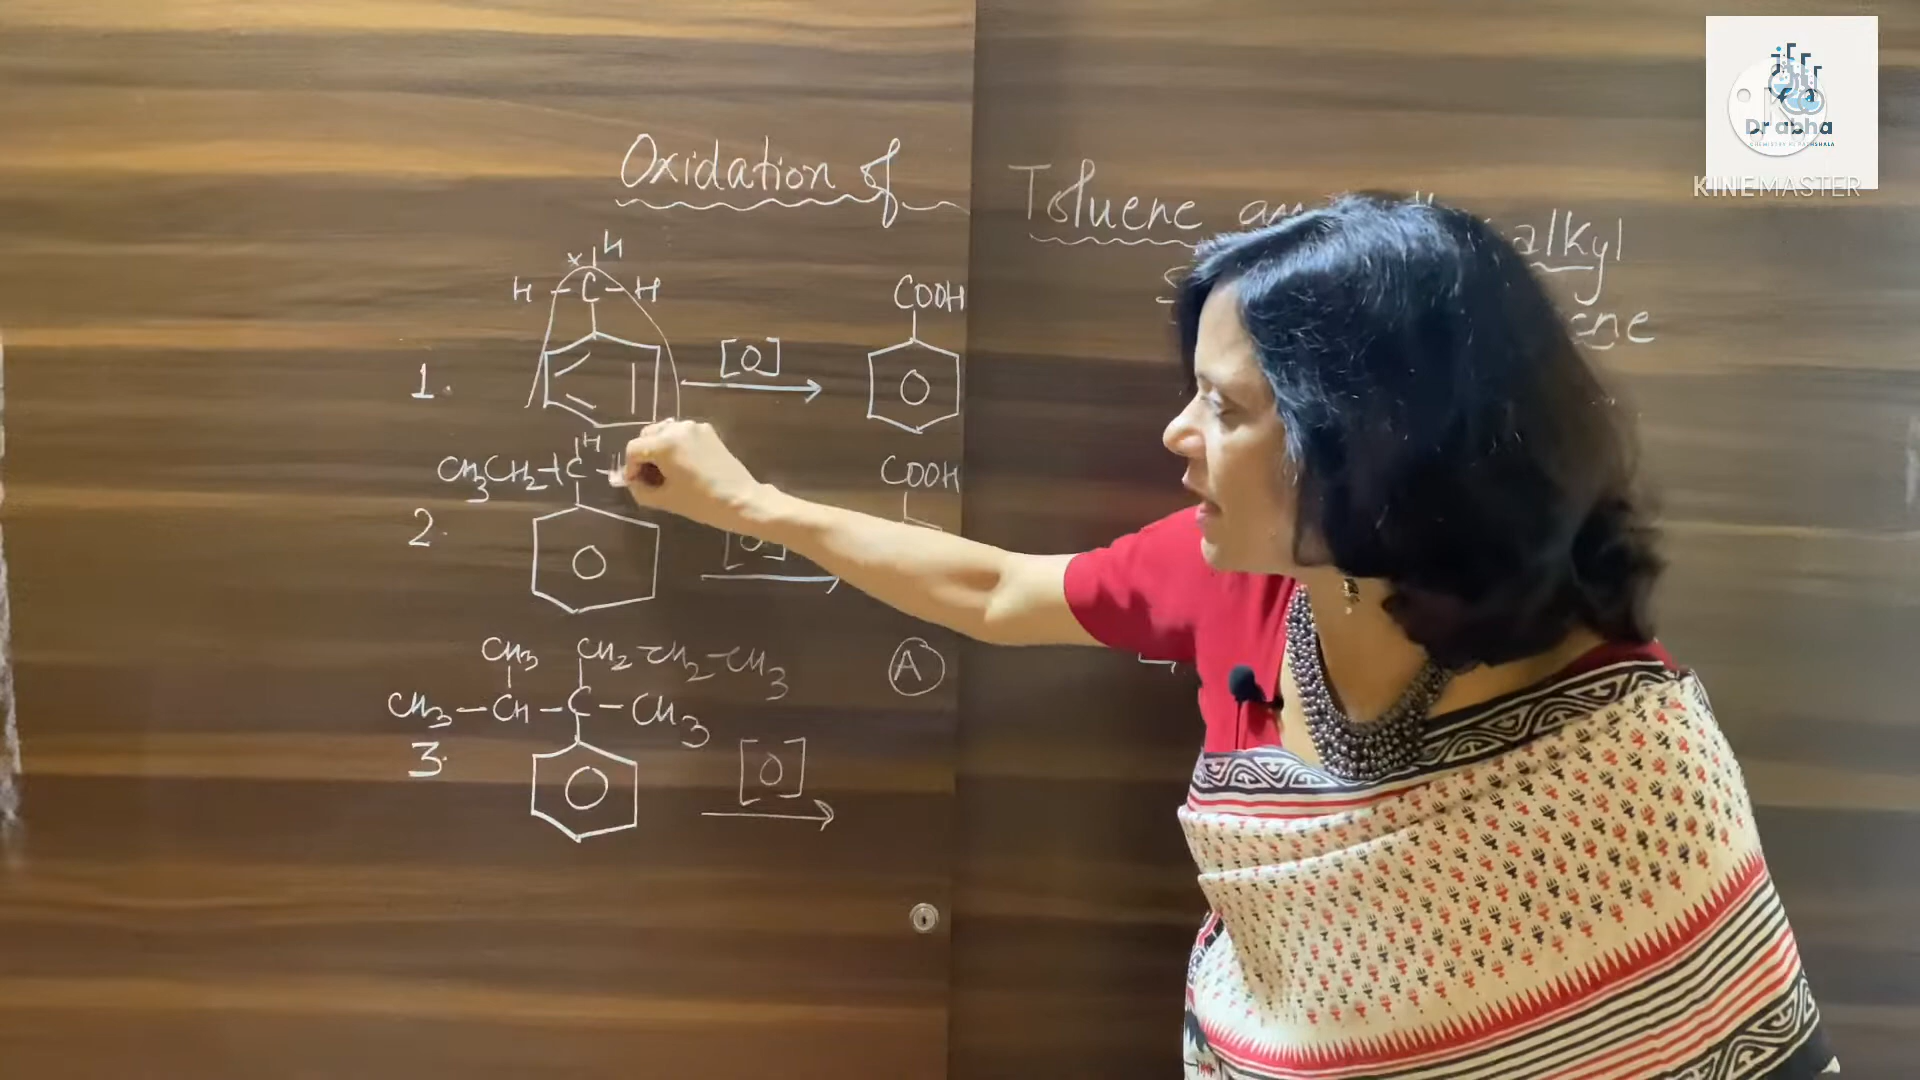 Oxidation of
Toluene
alkyl
H
H - C - H
COOH
1.
[O]
O
H
CH3CH2 C
COOH
2.
[O]
O
CH3
CH2-CH2-CH3
A
CH3-CH-C-CH3
3.
[O]
O
Dr abha
KINEMASTER